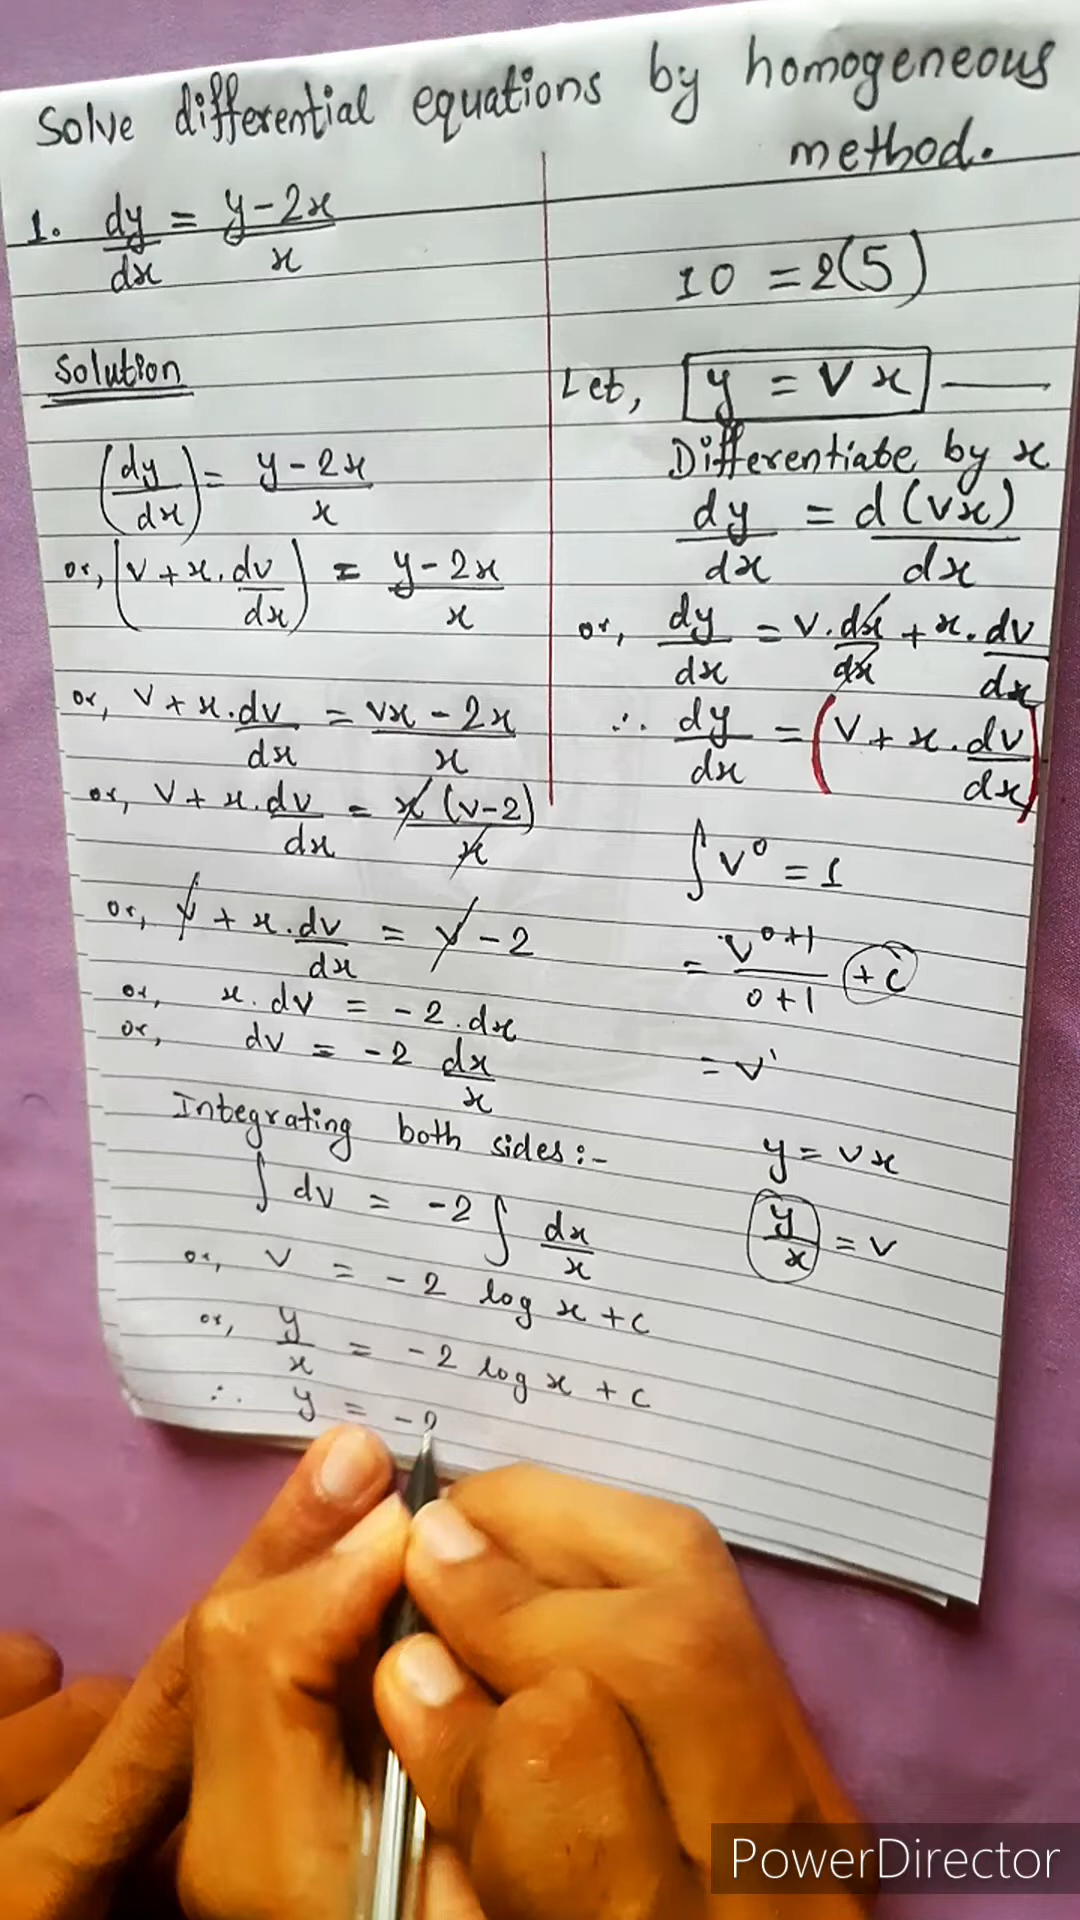 Solve differential equations by homogeneous
method.
1. dy/dx = y-2x/x
Solution
(dy/dx) = y-2x/x
or, (v+x.dv/dx) = y-2x/x
or, v+x.dv/dx = vx-2x/x
or, v+x.dv/dx = x(v-2)/x
or, v+x.dv/dx = v-2
or, x.dv = -2.dx
or, dv = -2 dx/x
Integrating both sides:-
∫dv = -2∫dx/x
or, v = -2 log x+c
or, y/x = -2 log x+c
∴ y = -2
10 = 2(5)
Let, y = vx
Differentiate by x
dy/dx = d(vx)/dx
or, dy/dx = v.dx/dx + x.dv/dx
∴ dy/dx = (v+x.dv/dx)
∫v⁰ = 1
= v⁰⁺¹/0+1 +c
= v¹
y = vx
y/x = v
PowerDirector